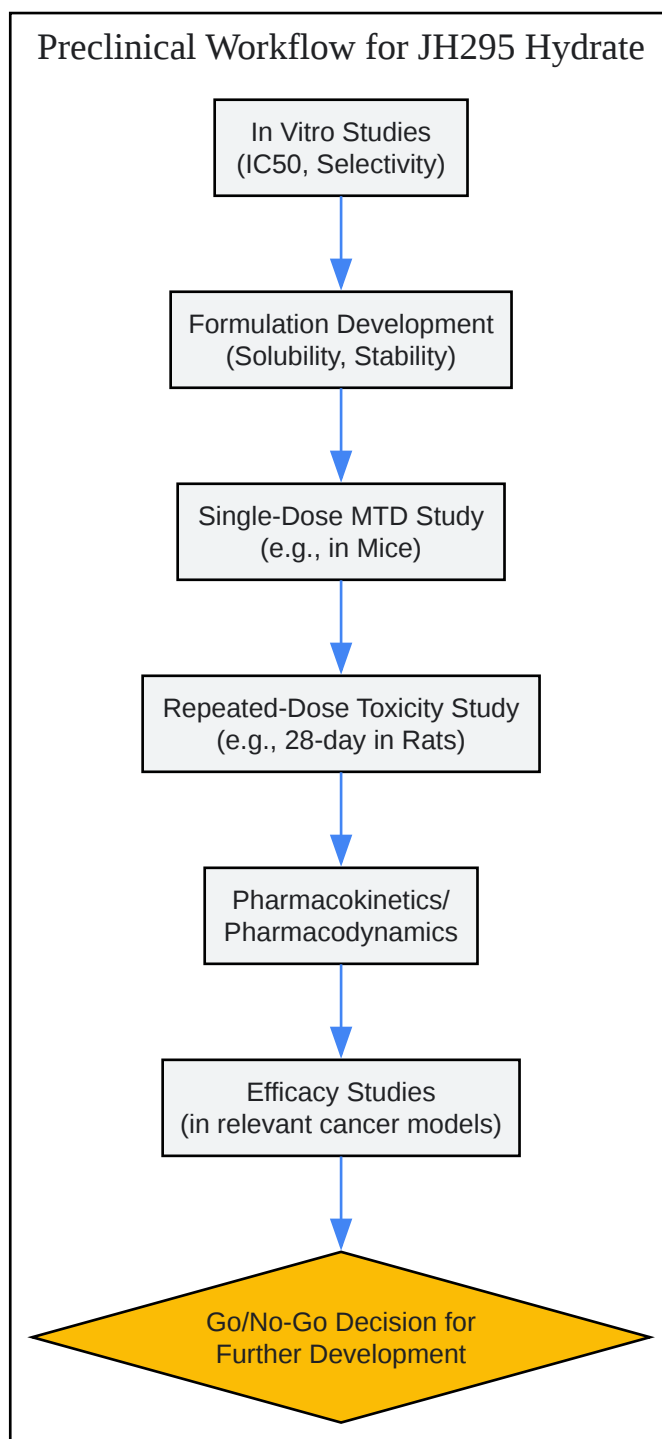 Preclinical Workflow for JH295 Hydrate
In Vitro Studies
(IC50, Selectivity)
Formulation Development
(Solubility, Stability)
Single-Dose MTD Study
(e.g., in Mice)
Repeated-Dose Toxicity Study
(e.g., 28-day in Rats)
Pharmacokinetics/
Pharmacodynamics
Efficacy Studies
(in relevant cancer models)
Go/No-Go Decision for
Further Development